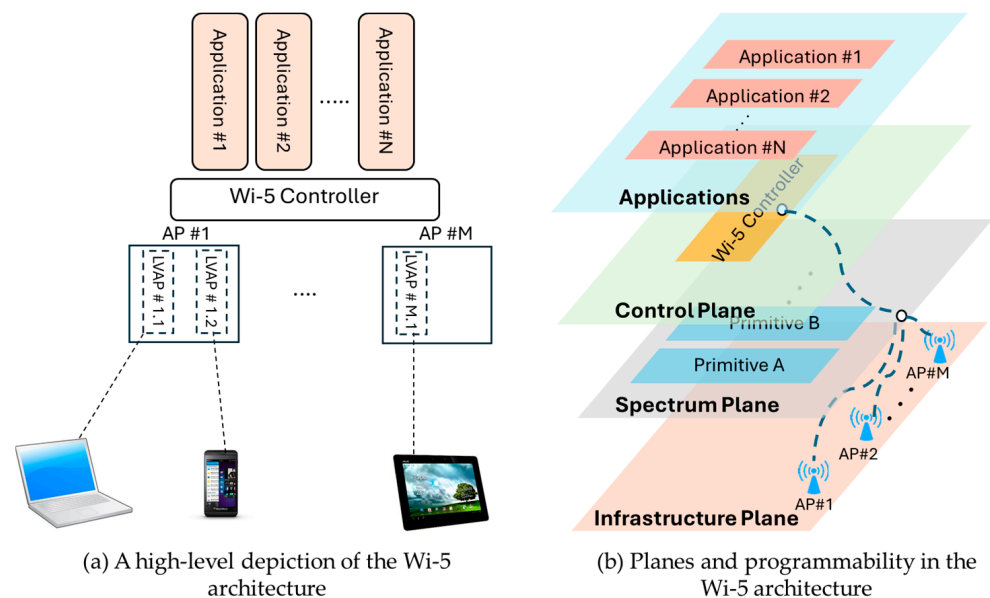 Application #1
Application #2
.....
Application #N
Wi-5 Controller
AP #1
AP #M
LVAP # 1.1
LVAP # 1.2
....
LVAP # M.1
(a) A high-level depiction of the Wi-5
architecture
Application #1
Application #2
Application #N
Applications
Wi-5 Controller
Control Plane
Primitive B
Primitive A
Spectrum Plane
AP#M
AP#2
AP#1
Infrastructure Plane
(b) Planes and programmability in the
Wi-5 architecture